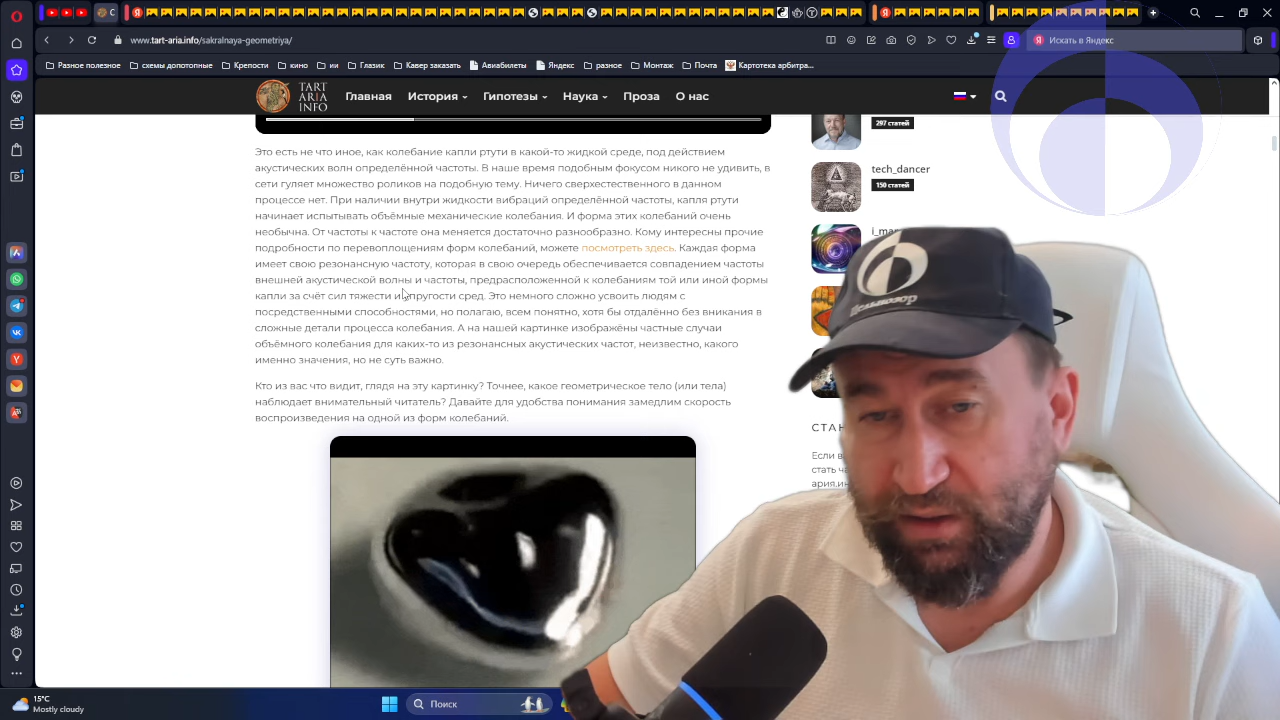 С
www.tart-aria.info/sakralnaya-geometriya/
Искать в Яндекс
Разное полезное
схемы допотопные
Крепости
кино
ии
Глазик
Кавер заказать
Авиабилеты
Яндекс
разное
Монтаж
Почта
Картотека арбитраж...
TART
ARIA
INFO
Главная
История
Гипотезы
Наука
Проза
О нас
297 статей
Это есть не что иное, как колебание капли ртути в какой-то жидкой среде, под действием
акустических волн определённой частоты. В наше время подобным фокусом никого не удивить, в
сети гуляет множество роликов на подобную тему. Ничего сверхестественного в данном
процессе нет. При наличии внутри жидкости вибраций определённой частоты, капля ртути
начинает испытывать объёмные механические колебания. И форма этих колебаний очень
необычна. От частоты к частоте она меняется достаточно разнообразно. Кому интересны прочие
подробности по перевоплощениям форм колебаний, можете посмотреть здесь. Каждая форма
имеет свою резонансную частоту, которая в свою очередь обеспечивается совпадением частоты
внешней акустической волны и частоты, предрасположенной к колебаниям той или иной формы
капли за счёт сил тяжести и упругости сред. Это немного сложно усвоить людям с
посредственными способностями, но полагаю, всем понятно, хотя бы отдалённо без вникания в
сложные детали процесса колебания. А на нашей картинке изображёны частные случаи
объёмного колебания для каких-то из резонансных акустических частот, неизвестно, какого
именно значения, но не суть важно.
Кто из вас что видит, глядя на эту картинку? Точнее, какое геометрическое тело (или тела)
наблюдает внимательный читатель? Давайте для удобства понимания замедлим скорость
воспроизведения на одной из форм колебаний.
tech_dancer
150 статей
СТАН
Если в
стать ч
ария.ин
Цельнозор
15°C
Mostly cloudy
Поиск